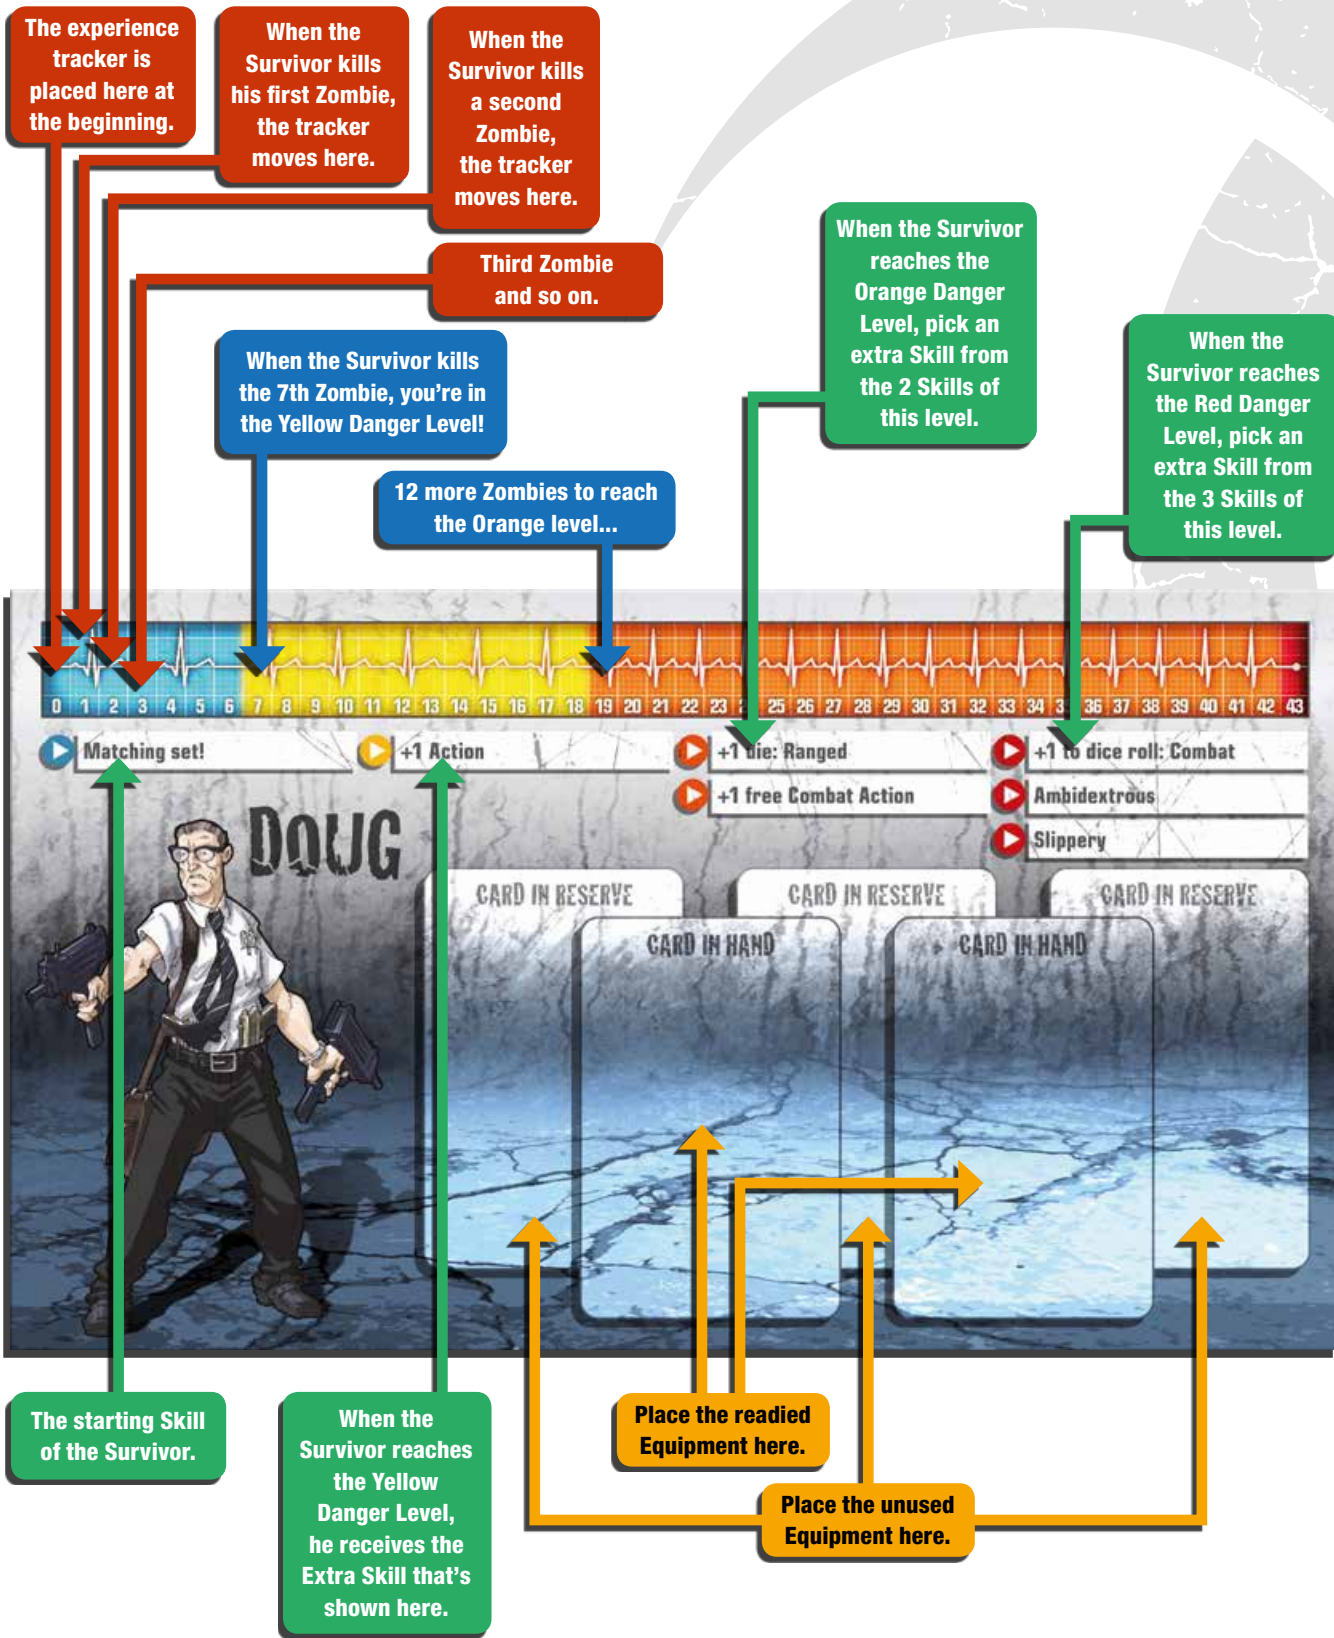 The experience
tracker is
placed here at
the beginning.
When the
Survivor kills
his first Zombie,
the tracker
moves here.
When the
Survivor kills
a second
Zombie,
the tracker
moves here.
Third Zombie
and so on.
When the Survivor kills
the 7th Zombie, you're in
the Yellow Danger Level!
12 more Zombies to reach
the Orange level...
When the Survivor
reaches the
Orange Danger
Level, pick an
extra Skill from
the 2 Skills of
this level.
When the
Survivor reaches
the Red Danger
Level, pick an
extra Skill from
the 3 Skills of
this level.
0 1 2 3 4 5 6 7 8 9 10 11 12 13 14 15 16 17 18 19 20 21 22 23 25 26 27 28 29 30 31 32 33 34 36 37 38 39 40 41 42 43
Matching set!
+1 Action
+1 die: Ranged
+1 free Combat Action
+1 to dice roll: Combat
Ambidextrous
Slippery
DOUG
CARD IN RESERVE
CARD IN RESERVE
CARD IN RESERVE
CARD IN HAND
CARD IN HAND
The starting Skill
of the Survivor.
When the
Survivor reaches
the Yellow
Danger Level,
he receives the
Extra Skill that's
shown here.
Place the readied
Equipment here.
Place the unused
Equipment here.